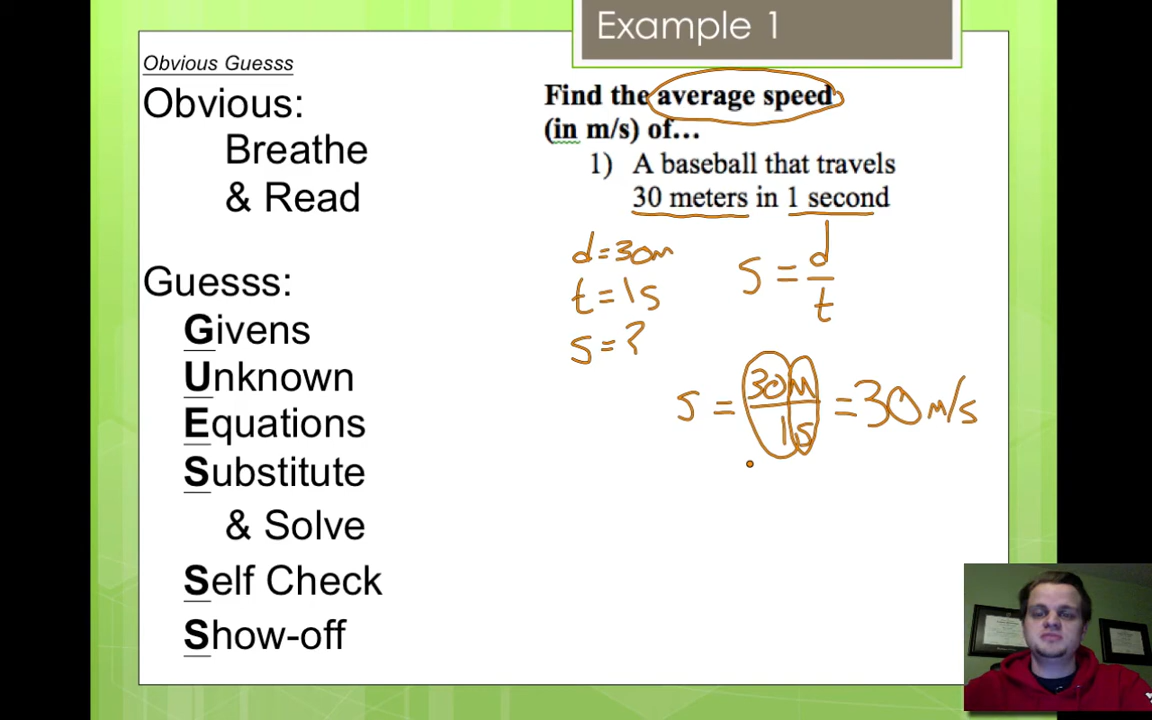 Example 1
Obvious Guesss
Obvious:
Breathe
& Read
Guesss:
Givens
Unknown
Equations
Substitute
& Solve
Self Check
Show-off
Find the average speed
(in m/s) of...
1) A baseball that travels
30 meters in 1 second
d=30m
t=1s
s=?
s = d/t
s = 30m/1s = 30 m/s